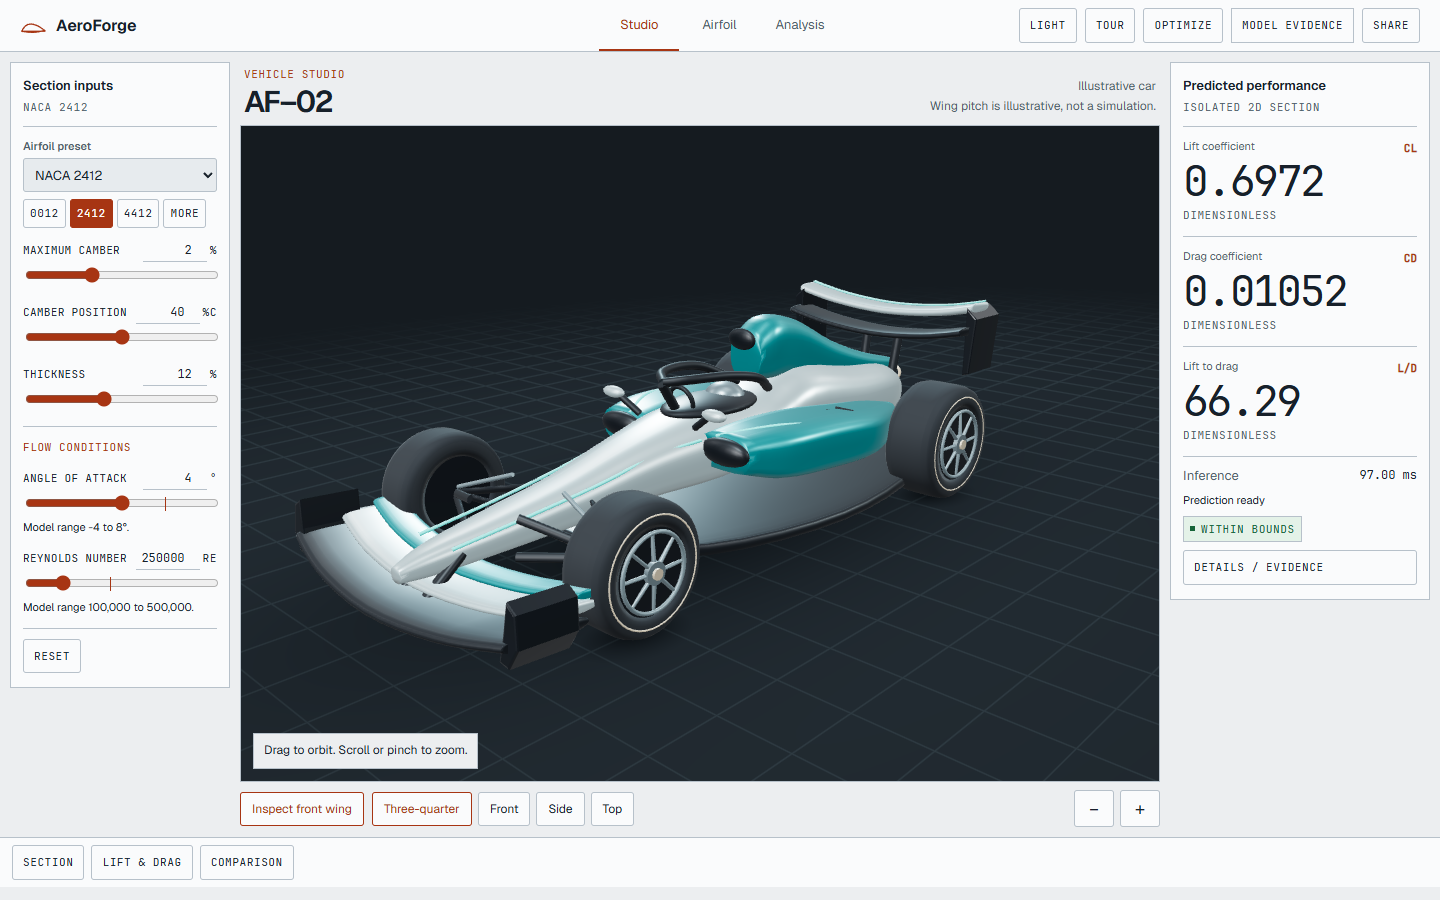 AeroForge
Studio
Airfoil
Analysis
LIGHT
TOUR
OPTIMIZE
MODEL EVIDENCE
SHARE
Section inputs
NACA 2412
Airfoil preset
NACA 2412
0012
2412
4412
MORE
MAXIMUM CAMBER 2 %
CAMBER POSITION 40 %C
THICKNESS 12 %
FLOW CONDITIONS
ANGLE OF ATTACK 4 °
Model range -4 to 8°.
REYNOLDS NUMBER 250000 RE
Model range 100,000 to 500,000.
RESET
VEHICLE STUDIO
AF–02
Illustrative car
Wing pitch is illustrative, not a simulation.
Drag to orbit. Scroll or pinch to zoom.
Inspect front wing
Three-quarter
Front
Side
Top
− +
Predicted performance
ISOLATED 2D SECTION
Lift coefficient CL
0.6972
DIMENSIONLESS
Drag coefficient CD
0.01052
DIMENSIONLESS
Lift to drag L/D
66.29
DIMENSIONLESS
Inference 97.00 ms
Prediction ready
WITHIN BOUNDS
DETAILS / EVIDENCE
SECTION
LIFT & DRAG
COMPARISON